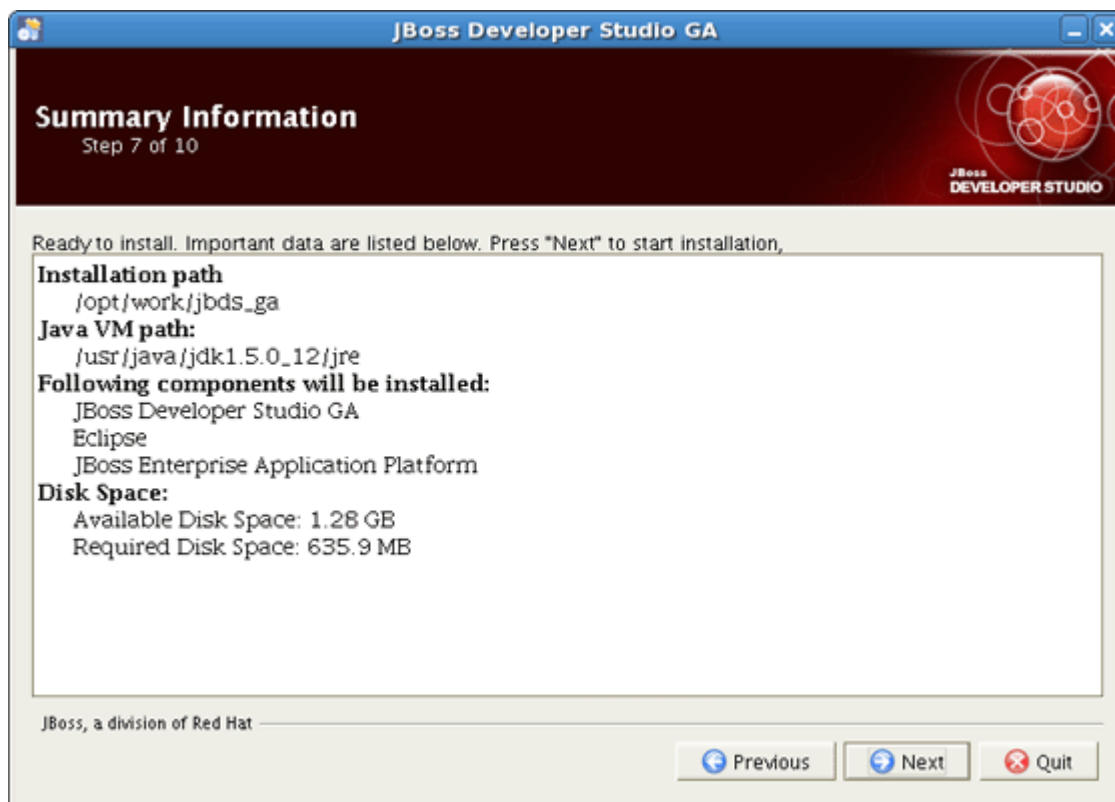 JBoss Developer Studio GA
Summary Information
Step 7 of 10
JBoss
DEVELOPER STUDIO
Ready to install. Important data are listed below. Press "Next" to start installation,
Installation path
/opt/work/jbds_ga
Java VM path:
/usr/java/jdk1.5.0_12/jre
Following components will be installed:
JBoss Developer Studio GA
Eclipse
JBoss Enterprise Application Platform
Disk Space:
Available Disk Space: 1.28 GB
Required Disk Space: 635.9 MB
JBoss, a division of Red Hat
Previous Next Quit